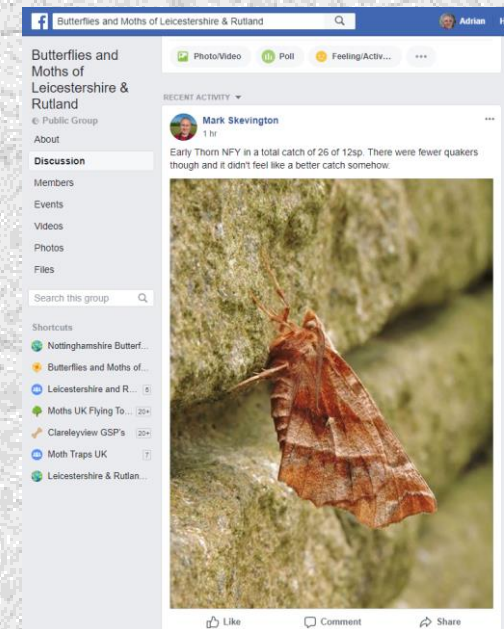 Butterflies and Moths of Leicestershire & Rutland
Adrian
H
Butterflies and
Moths of
Leicestershire &
Rutland
Public Group
About
Discussion
Members
Events
Videos
Photos
Files
Search this group
Shortcuts
Nottinghamshire Butterf...
Butterflies and Moths of...
Leicestershire and R... 6
Moths UK Flying To... 20+
Clareleyview GSP's 20+
Moth Traps UK 7
Leicestershire & Rutlan...
Photo/Video
Poll
Feeling/Activ...
RECENT ACTIVITY
Mark Skevington
1 hr
Early Thorn NFY in a total catch of 26 of 12sp. There were fewer quakers
though and it didn't feel like a better catch somehow.
Like
Comment
Share